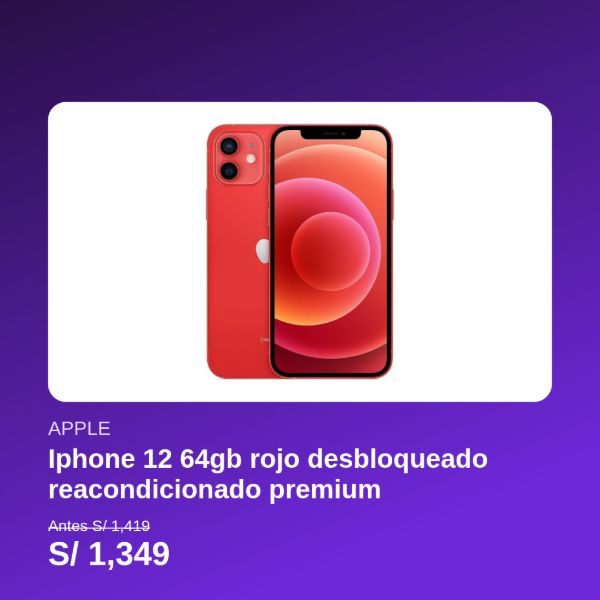 APPLE
Iphone 12 64gb rojo desbloqueado
reacondicionado premium
Antes S/ 1,419
S/ 1,349